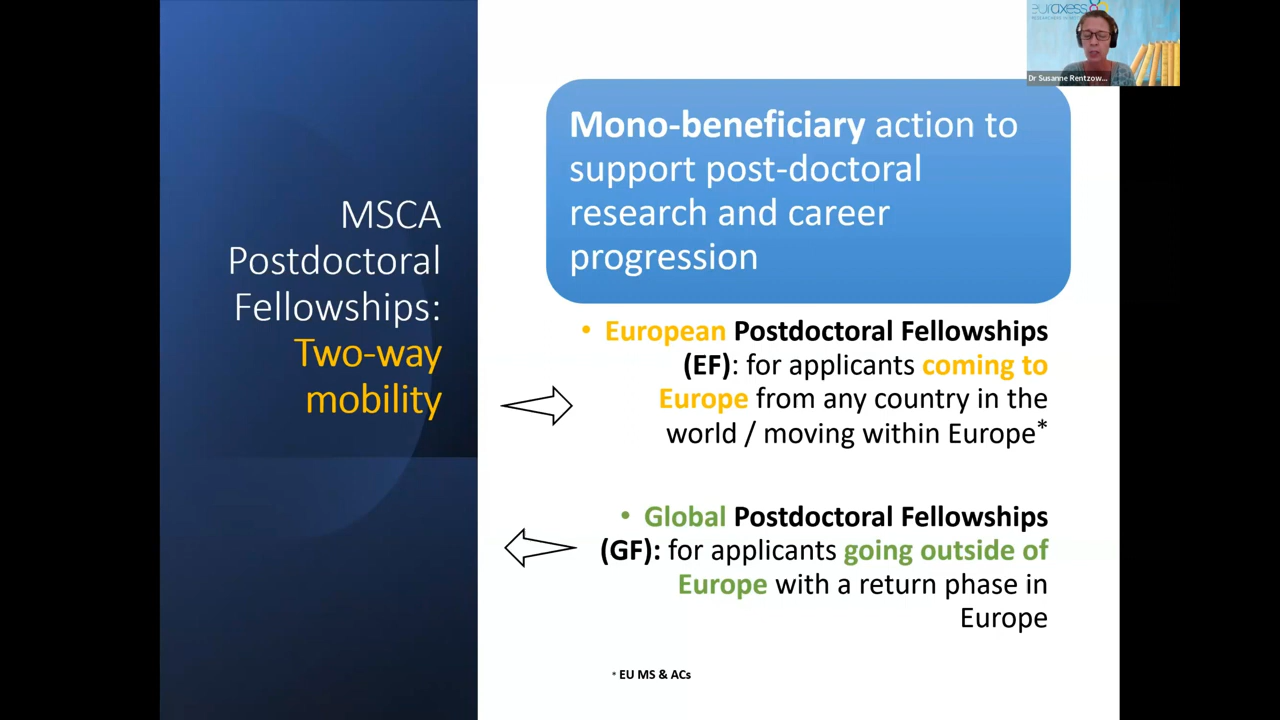 euraxess
Dr Susanne Rentzow...
MSCA
Postdoctoral
Fellowships:
Two-way
mobility
Mono-beneficiary action to
support post-doctoral
research and career
progression
• European Postdoctoral Fellowships
(EF): for applicants coming to
Europe from any country in the
world / moving within Europe*
• Global Postdoctoral Fellowships
(GF): for applicants going outside of
Europe with a return phase in
Europe
* EU MS & ACs